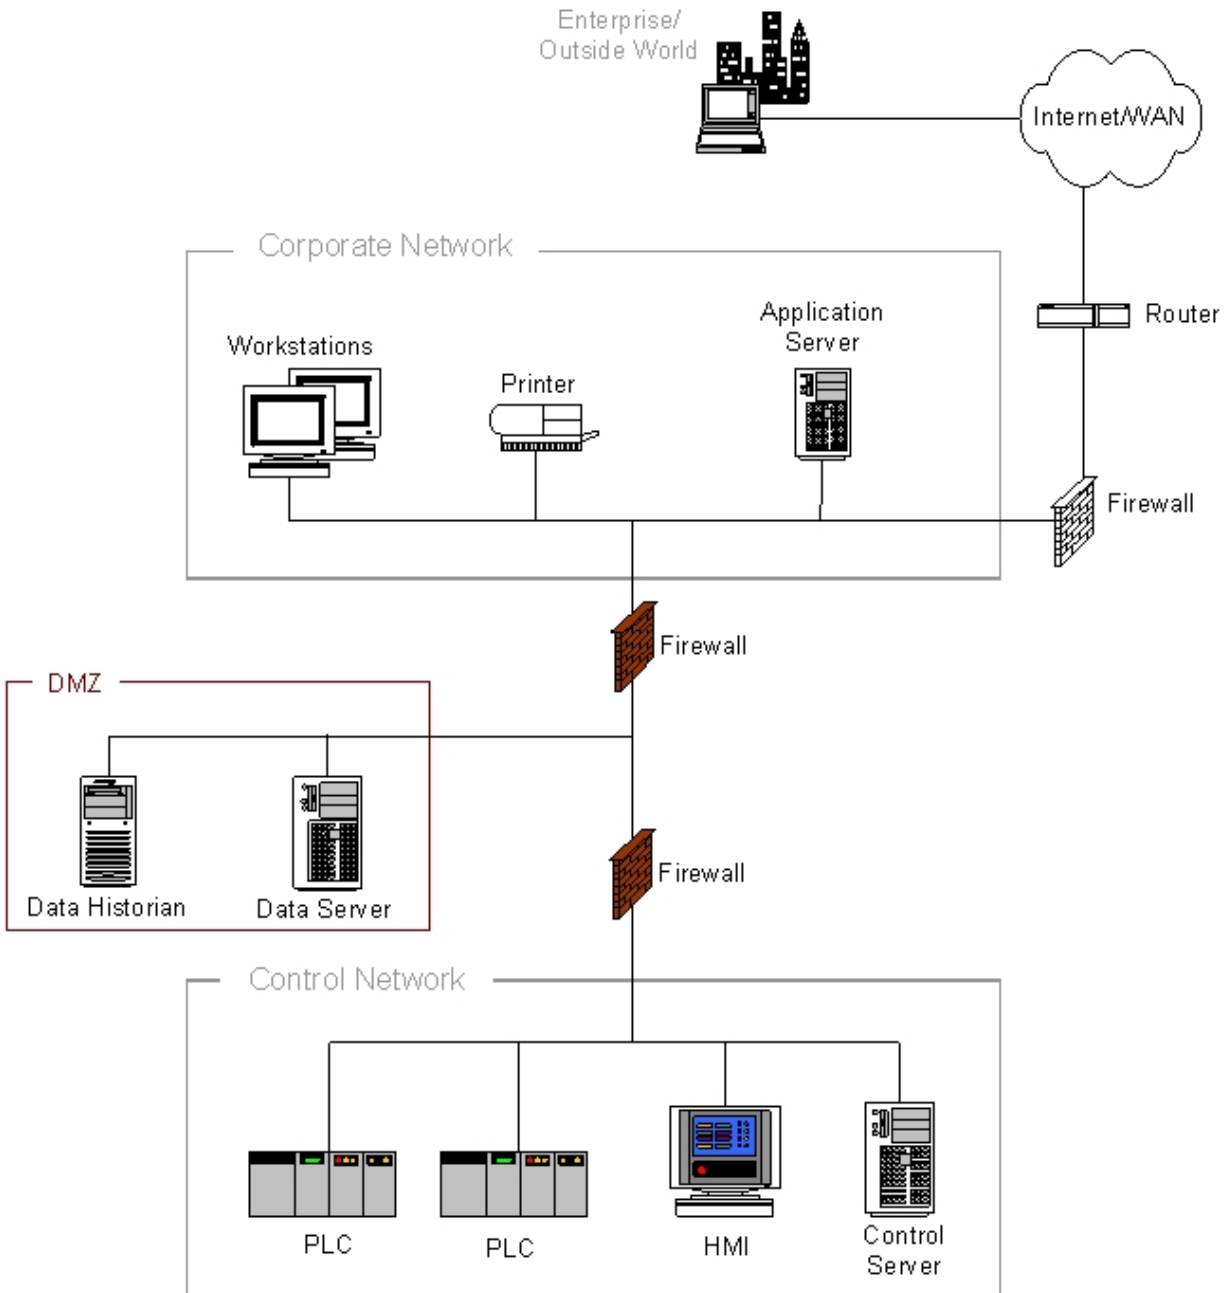 Enterprise/
Outside World
Internet/WAN
Corporate Network
Application
Server
Router
Workstations
Printer
Firewall
Firewall
DMZ
Firewall
Data Historian
Data Server
Control Network
PLC
PLC
HMI
Control
Server